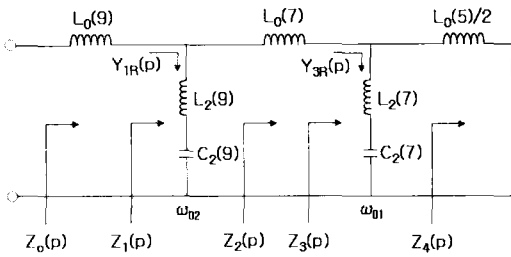 L₀(9) L₀(7) L₀(5)/2
Y₁R(p) Y₃R(p)
L₂(9) L₂(7)
C₂(9) C₂(7)
ω₀₂ ω₀₁
Zₒ(p) Z₁(p) Z₂(p) Z₃(p) Z₄(p)